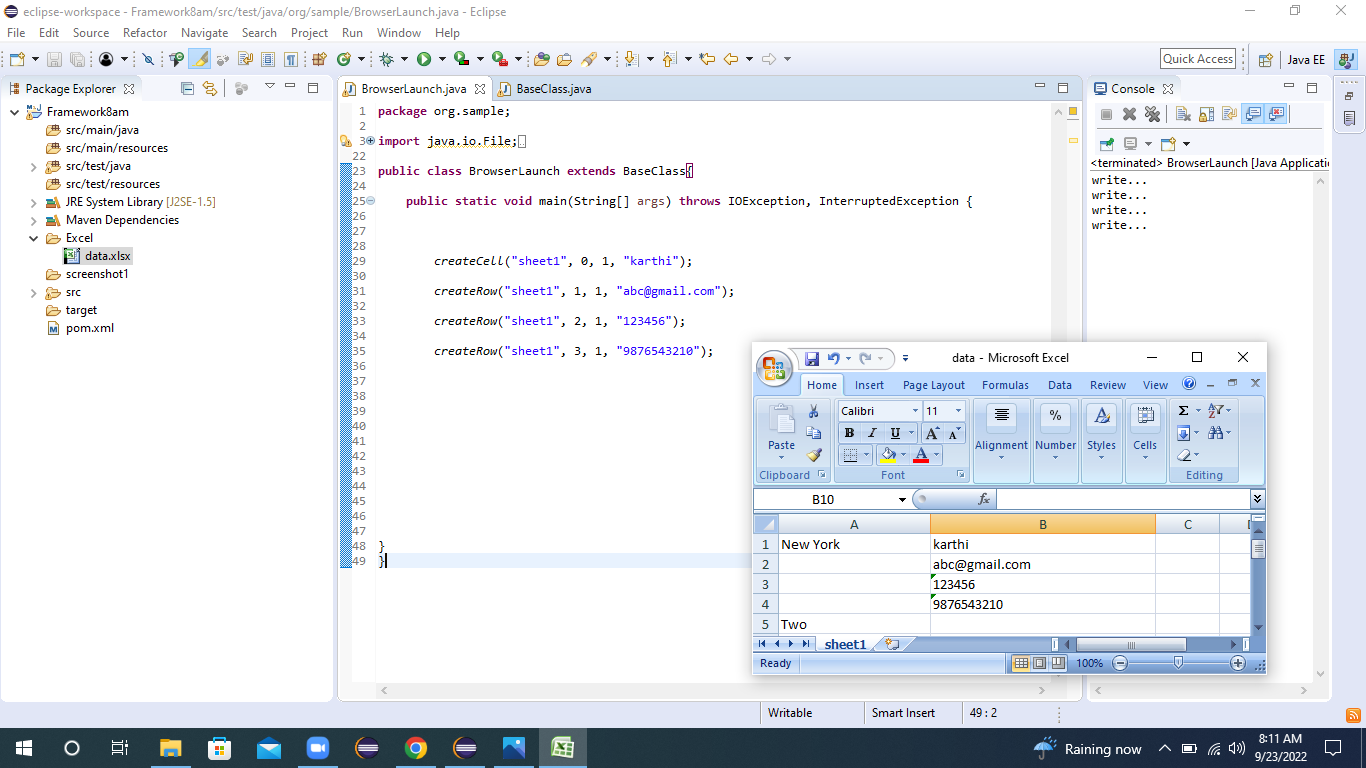 eclipse-workspace - Framework8am/src/test/java/org/sample/BrowserLaunch.java - Eclipse
File Edit Source Refactor Navigate Search Project Run Window Help
Quick Access
Java EE
Package Explorer
Framework8am
src/main/java
src/main/resources
src/test/java
src/test/resources
JRE System Library [J2SE-1.5]
Maven Dependencies
Excel
data.xlsx
screenshot1
src
target
pom.xml
BrowserLaunch.java BaseClass.java
1 package org.sample;
2
3 import java.io.File;
22
23 public class BrowserLaunch extends BaseClass{
24
25 public static void main(String[] args) throws IOException, InterruptedException {
26
27
28
29 createCell("sheet1", 0, 1, "karthi");
30
31 createRow("sheet1", 1, 1, "abc@gmail.com");
32
33 createRow("sheet1", 2, 1, "123456");
34
35 createRow("sheet1", 3, 1, "9876543210");
36
37
38
39
40
41
42
43
44
45
46
47
48 }
49 }
Console
<terminated> BrowserLaunch [Java Applicatio
write...
write...
write...
write...
data - Microsoft Excel
Home Insert Page Layout Formulas Data Review View
Paste
Clipboard
Calibri 11
B I U A A
A
Font
Alignment
%
Number
A
Styles
Cells
Σ
Editing
B10 fx
A B C D
1 New York karthi
2 abc@gmail.com
3 123456
4 9876543210
5 Two
sheet1
Ready 100%
Writable Smart Insert 49 : 2
Raining now
8:11 AM
9/23/2022